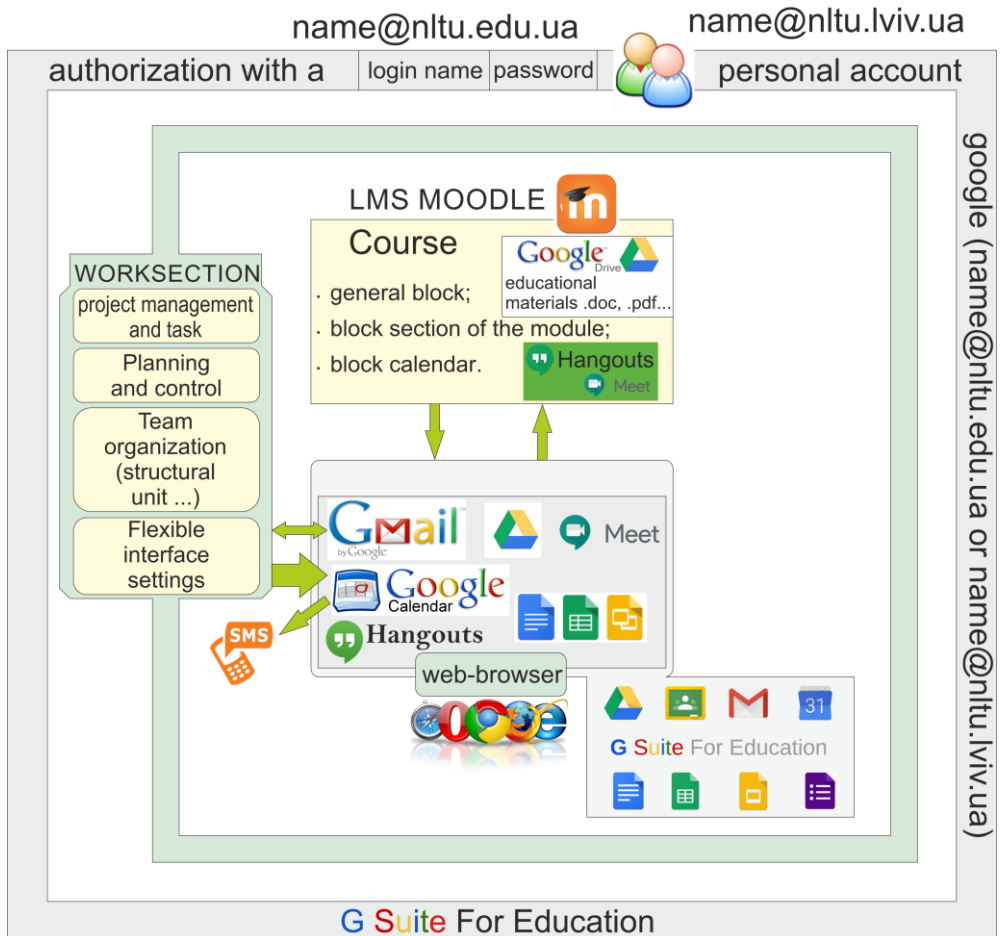 name@nltu.edu.ua
name@nltu.lviv.ua
authorization with a
login name
password
personal account
google (name@nltu.edu.ua or name@nltu.lviv.ua)
LMS MOODLE
m
Course
· general block;
· block section of the module;
· block calendar.
Google
Drive
educational
materials .doc, .pdf...
Hangouts
Meet
WORKSECTION
project management
and task
Planning
and control
Team
organization
(structural
unit ...)
Flexible
interface
settings
Gmail
by Google
Meet
Google
Calendar
Hangouts
SMS
web-browser
31
G Suite For Education
G Suite For Education